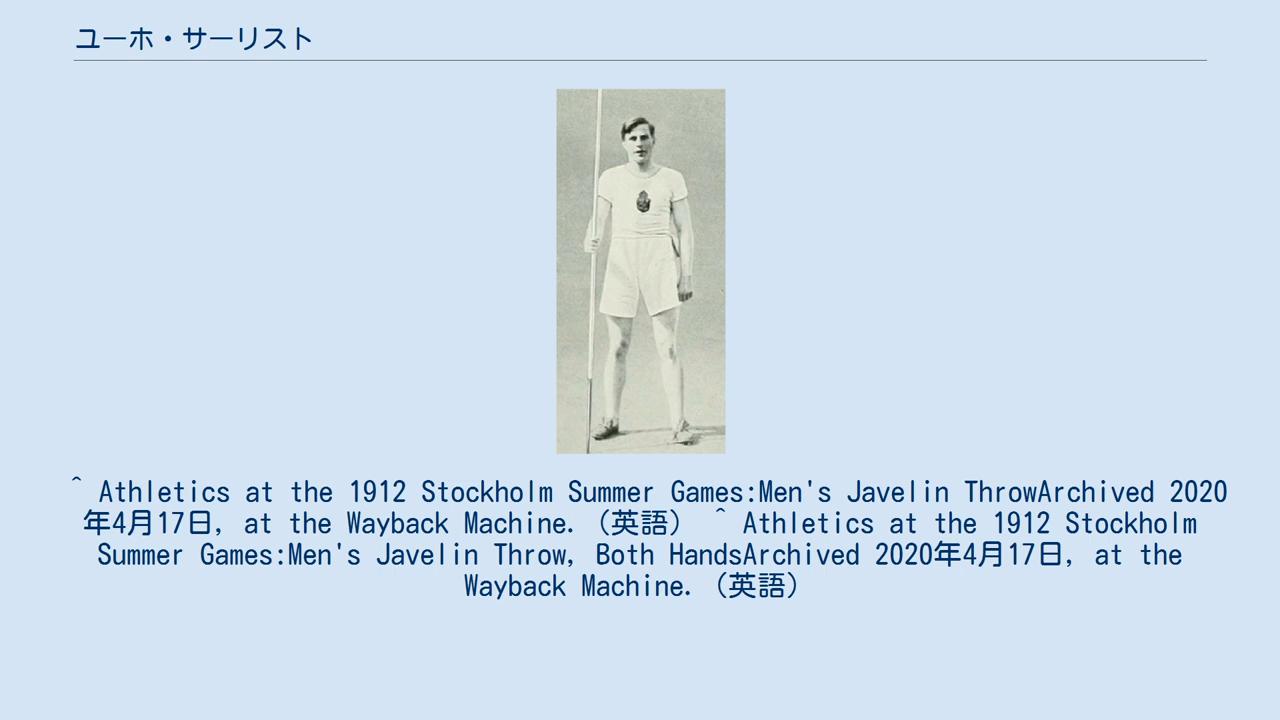 ユーホ・サーリスト
^ Athletics at the 1912 Stockholm Summer Games:Men's Javelin ThrowArchived 2020
年4月17日, at the Wayback Machine.（英語） ^ Athletics at the 1912 Stockholm
Summer Games:Men's Javelin Throw, Both HandsArchived 2020年4月17日, at the
Wayback Machine.（英語）